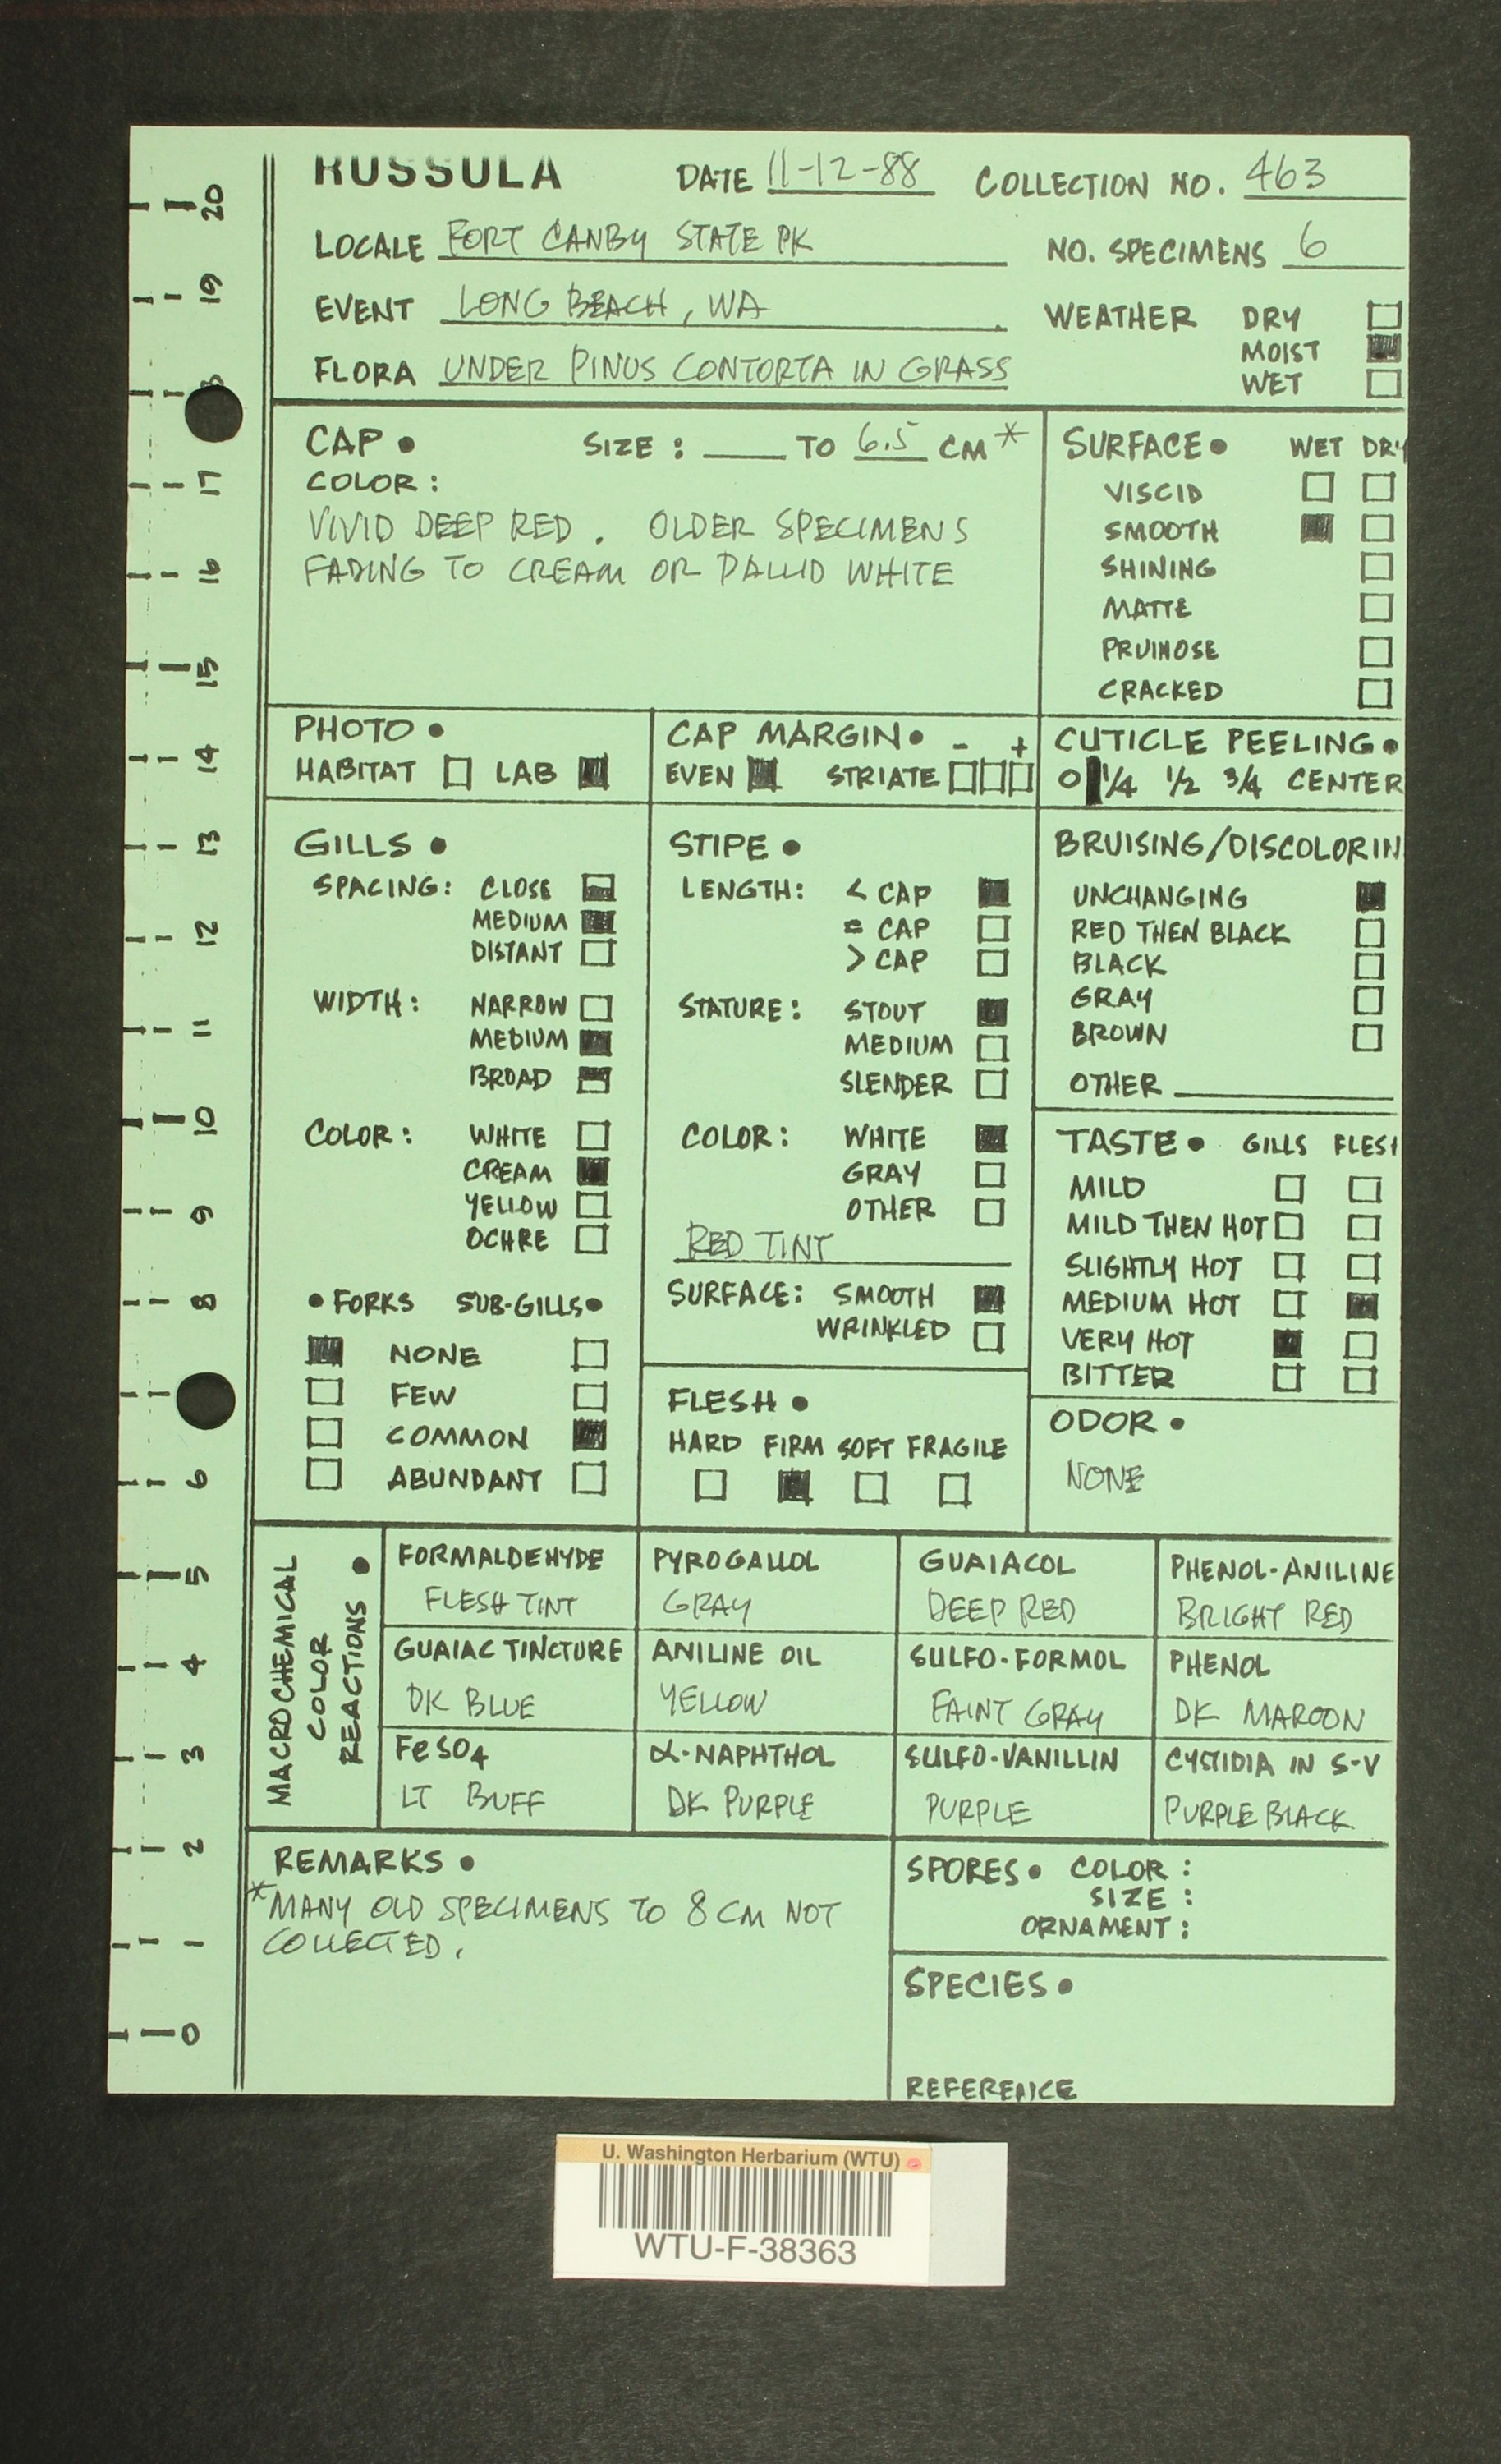 RUSSULA DATE 11-12-88 COLLECTION NO. 463
LOCALE FORT CANBY STATE PK NO. SPECIMENS 6
EVENT LONG BEACH, WA WEATHER DRY
MOIST
FLORA UNDER PINUS CONTORTA IN GRASS WET
CAP • SIZE : ___ TO 6.5 CM *
COLOR :
VIVID DEEP RED . OLDER SPECIMENS
FADING TO CREAM OR PALLID WHITE
SURFACE • WET DRY
VISCID
SMOOTH
SHINING
MATTE
PRUINOSE
CRACKED
PHOTO •
HABITAT LAB
CAP MARGIN • - +
EVEN STRIATE
CUTICLE PEELING •
0 1/4 1/2 3/4 CENTER
GILLS •
SPACING: CLOSE
MEDIUM
DISTANT
WIDTH: NARROW
MEDIUM
BROAD
COLOR: WHITE
CREAM
YELLOW
OCHRE
• FORKS SUB-GILLS •
NONE
FEW
COMMON
ABUNDANT
STIPE •
LENGTH: < CAP
= CAP
> CAP
STATURE: STOUT
MEDIUM
SLENDER
COLOR: WHITE
GRAY
OTHER
RED TINT
SURFACE: SMOOTH
WRINKLED
FLESH •
HARD FIRM SOFT FRAGILE
BRUISING/DISCOLORIN
UNCHANGING
RED THEN BLACK
BLACK
GRAY
BROWN
OTHER
TASTE • GILLS FLESH
MILD
MILD THEN HOT
SLIGHTLY HOT
MEDIUM HOT
VERY HOT
BITTER
ODOR •
NONE
MACROCHEMICAL
COLOR
REACTIONS •
FORMALDEHYDE PYROGALLOL GUAIACOL PHENOL-ANILINE
FLESH TINT GRAY DEEP RED BRIGHT RED
GUAIAC TINCTURE ANILINE OIL SULFO-FORMOL PHENOL
DK BLUE YELLOW FAINT GRAY DK MAROON
FeSO4 α-NAPHTHOL SULFO-VANILLIN CYSTIDIA IN S-V
LT BUFF DK PURPLE PURPLE PURPLE BLACK
REMARKS •
*MANY OLD SPECIMENS TO 8 CM NOT
COLLECTED.
SPORES • COLOR :
SIZE :
ORNAMENT :
SPECIES •
REFERENCE
20
19
17
16
15
14
13
12
11
10
9
8
6
5
4
3
2
1
0
U. Washington Herbarium (WTU)
WTU-F-38363